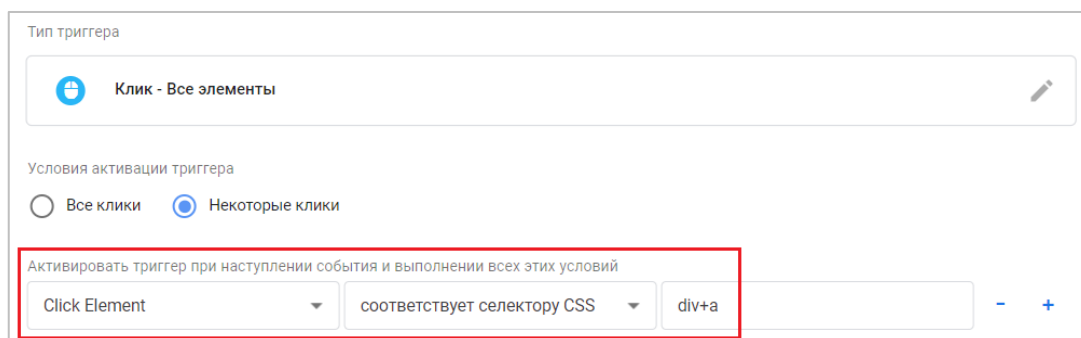 Тип триггера
Клик - Все элементы
Условия активации триггера
Все клики Некоторые клики
Активировать триггер при наступлении события и выполнении всех этих условий
Click Element соответствует селектору CSS div+a - +